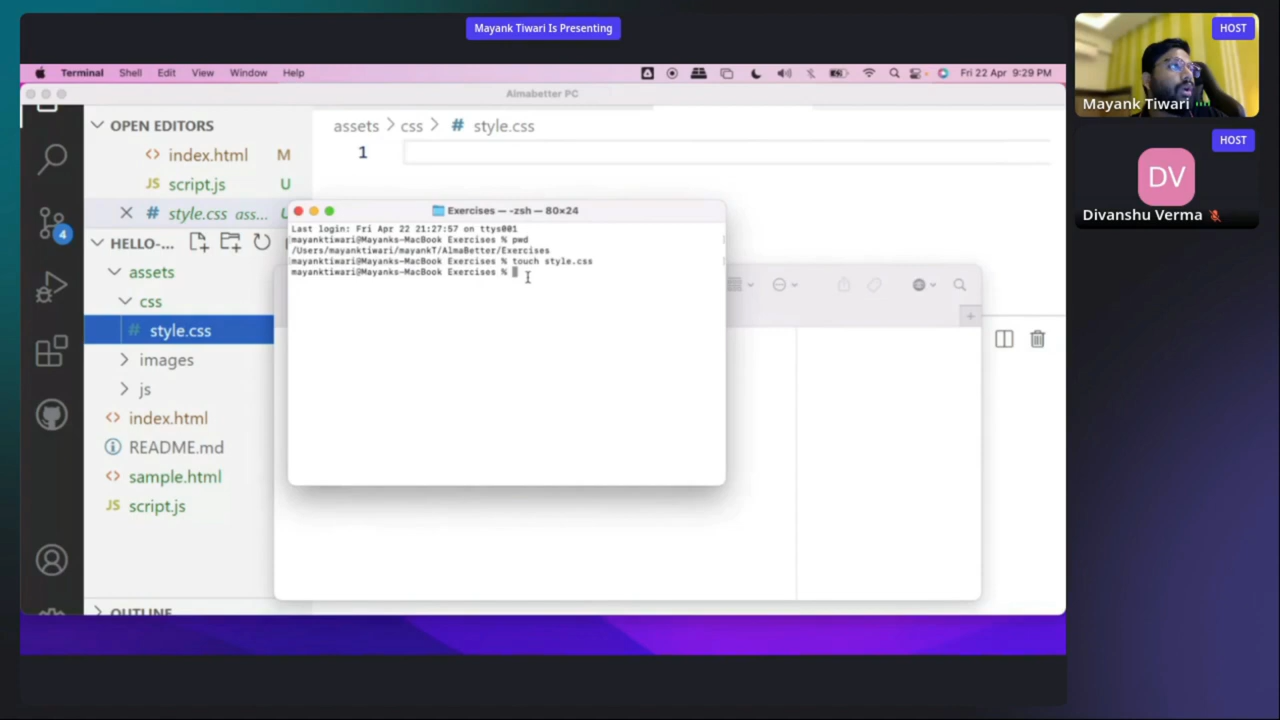 Mayank Tiwari Is Presenting
HOST
Mayank Tiwari
HOST
DV
Divanshu Verma
Terminal Shell Edit View Window Help
Fri 22 Apr 9:29 PM
Almabetter PC
OPEN EDITORS
index.html M
JS script.js U
# style.css ass...
HELLO-...
assets
css
# style.css
images
js
index.html
README.md
sample.html
JS script.js
OUTLINE
4
assets > css > # style.css
1
Exercises — -zsh — 80×24
Last login: Fri Apr 22 21:27:57 on ttys001
mayanktiwari@Mayanks-MacBook Exercises % pwd
/Users/mayanktiwari/mayankT/AlmaBetter/Exercises
mayanktiwari@Mayanks-MacBook Exercises % touch style.css
mayanktiwari@Mayanks-MacBook Exercises %